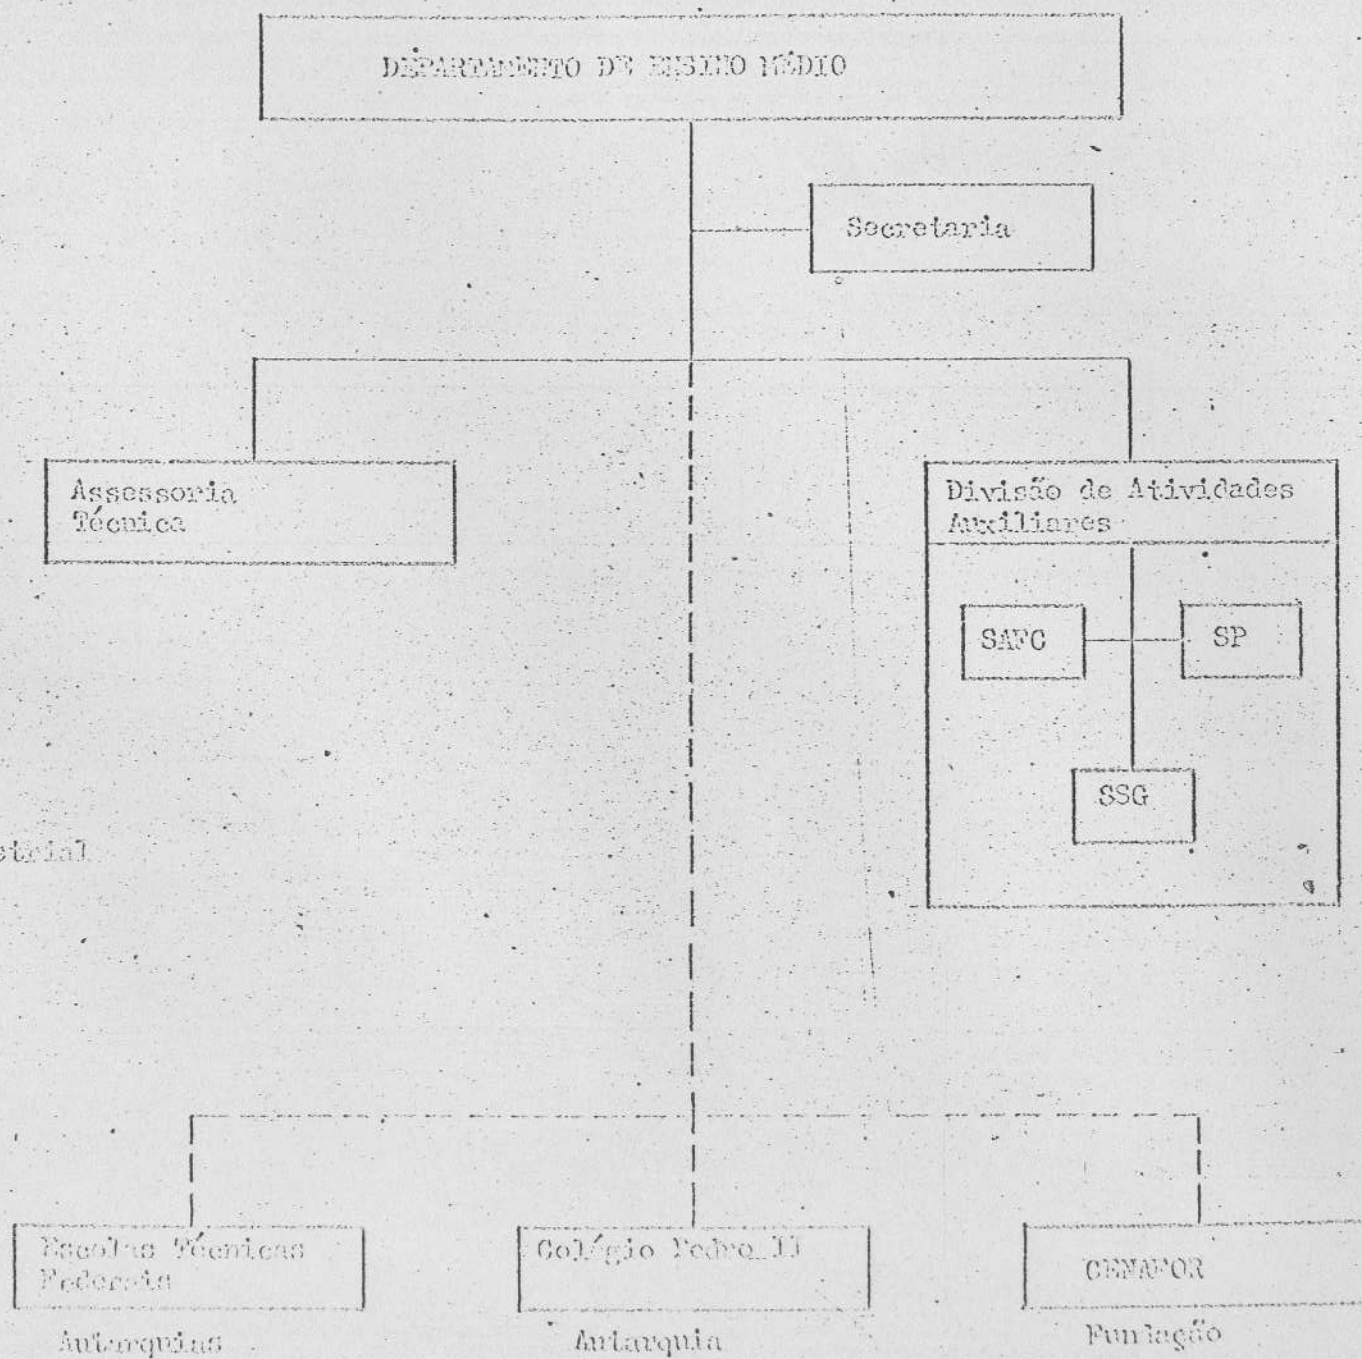 DEPARTAMENTO DE ENSINO MÉDIO
Secretaria
Assessoria
Técnica
Divisão de Atividades
Auxiliares
SAFC
SP
SSG
strial
Escolas Técnicas
Federais
Colégio Pedro II
CENAFOR
Autarquias
Autarquia
Fundação